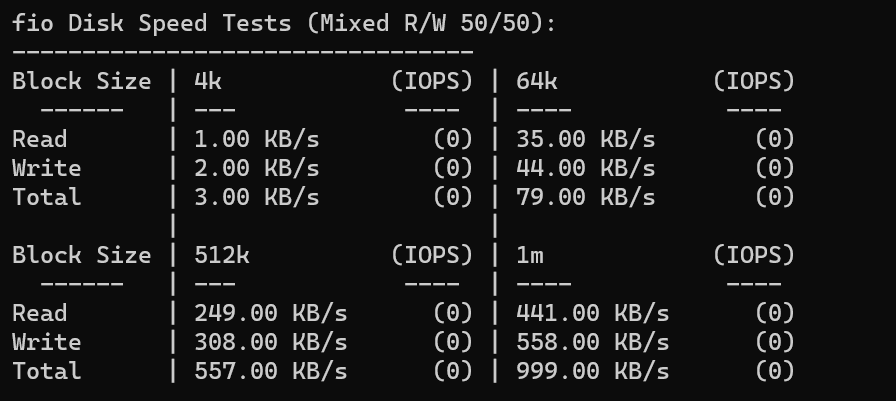 fio Disk Speed Tests (Mixed R/W 50/50):
---------------------------------
Block Size | 4k            (IOPS) | 64k           (IOPS)
  ------   | ---            ---- | ----           ----
Read       | 1.00 KB/s        (0) | 35.00 KB/s       (0)
Write      | 2.00 KB/s        (0) | 44.00 KB/s       (0)
Total      | 3.00 KB/s        (0) | 79.00 KB/s       (0)
           |                      |
Block Size | 512k          (IOPS) | 1m            (IOPS)
  ------   | ---            ---- | ----           ----
Read       | 249.00 KB/s      (0) | 441.00 KB/s      (0)
Write      | 308.00 KB/s      (0) | 558.00 KB/s      (0)
Total      | 557.00 KB/s      (0) | 999.00 KB/s      (0)